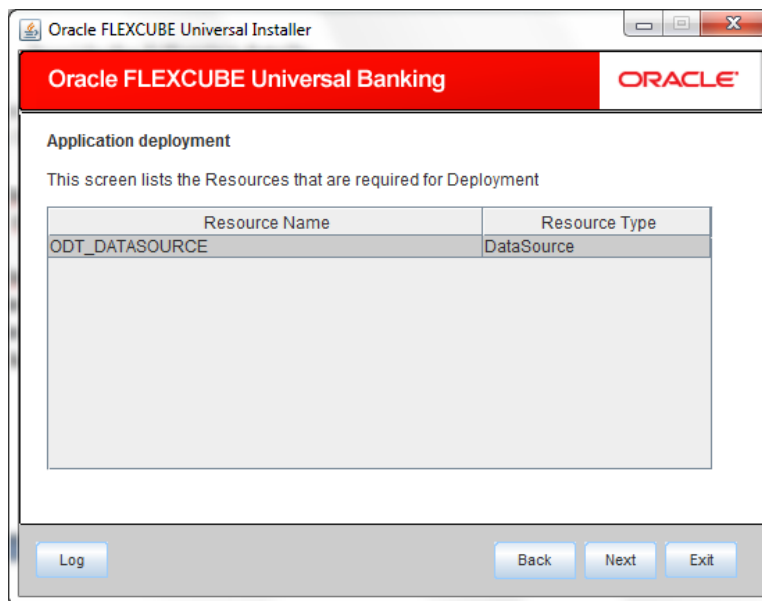 Oracle FLEXCUBE Universal Installer
Oracle FLEXCUBE Universal Banking
ORACLE
Application deployment
This screen lists the Resources that are required for Deployment
Resource Name Resource Type
ODT_DATASOURCE DataSource
Log Back Next Exit